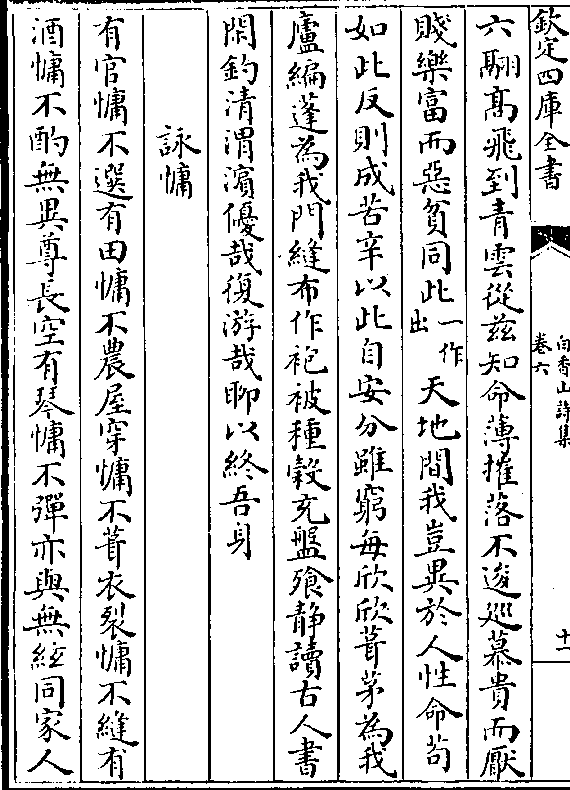 欽定四庫全書
白香山詩集
卷六
十一
六翮髙飛到青雲從兹知命薄摧落不逡巡慕貴而厭
賤樂富而惡貧同此一作出天地間我豈異於人性命茍
如此反則成苦辛以此自安分雖窮每欣欣葺茅為我
廬編蓬為我門縫布作袍被種穀充盤飱静讀古人書
閑釣清渭濱優哉復游哉聊以終吾身
詠慵
有官慵不選有田慵不農屋穿慵不葺衣裂慵不縫有
酒慵不酌無異尊長空有琴慵不彈亦與無絃同家人